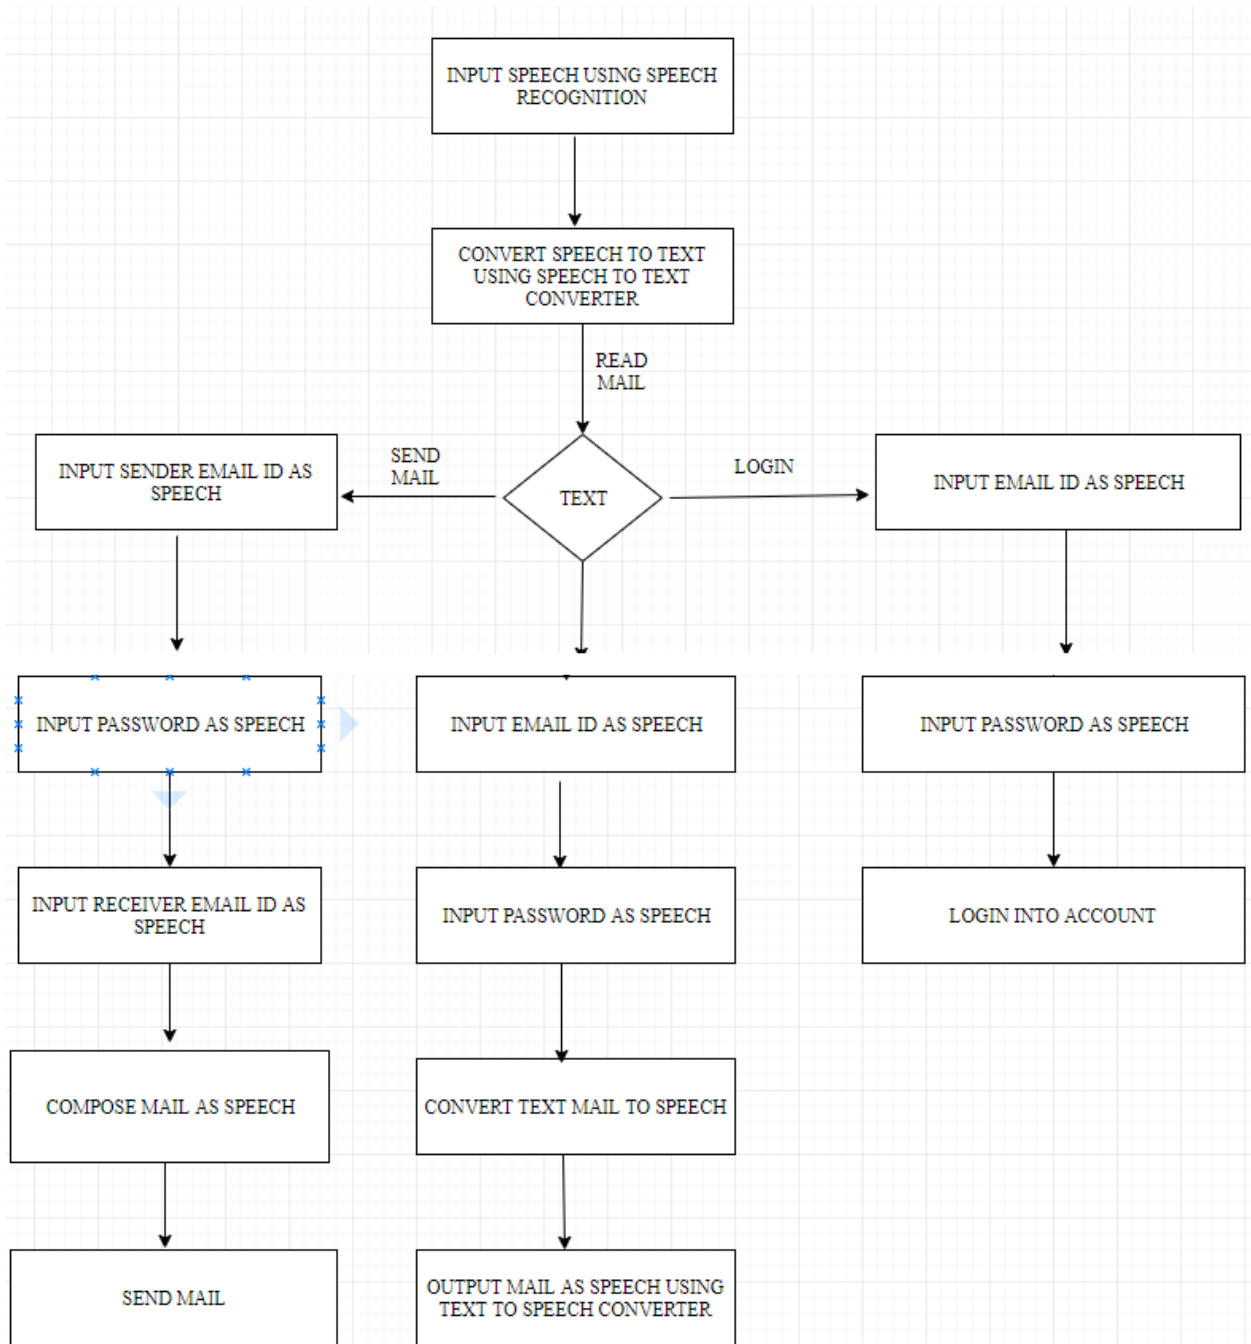 INPUT SPEECH USING SPEECH
RECOGNITION
CONVERT SPEECH TO TEXT
USING SPEECH TO TEXT
CONVERTER
READ
MAIL
SEND
MAIL
LOGIN
INPUT SENDER EMAIL ID AS
SPEECH
TEXT
INPUT EMAIL ID AS SPEECH
INPUT PASSWORD AS SPEECH
INPUT EMAIL ID AS SPEECH
INPUT PASSWORD AS SPEECH
INPUT RECEIVER EMAIL ID AS
SPEECH
INPUT PASSWORD AS SPEECH
LOGIN INTO ACCOUNT
COMPOSE MAIL AS SPEECH
CONVERT TEXT MAIL TO SPEECH
SEND MAIL
OUTPUT MAIL AS SPEECH USING
TEXT TO SPEECH CONVERTER